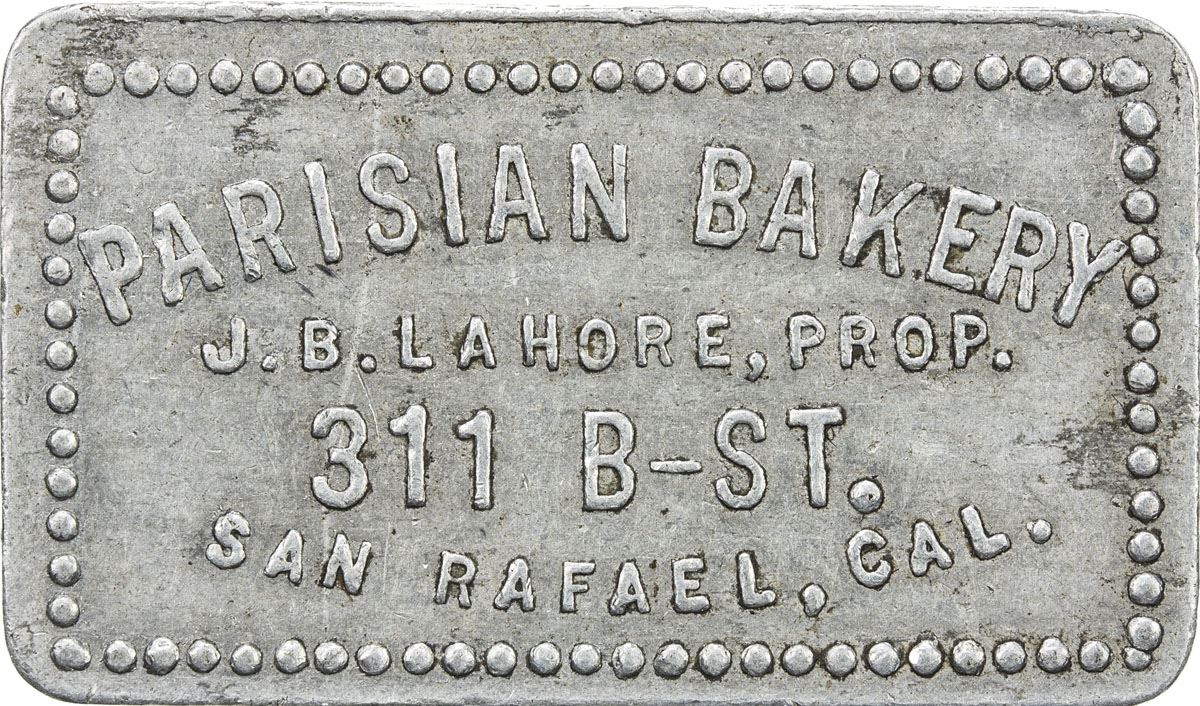 PARISIAN BAKERY
J.B. LAHORE, PROP.
311 B-ST.
SAN RAFAEL, CAL.